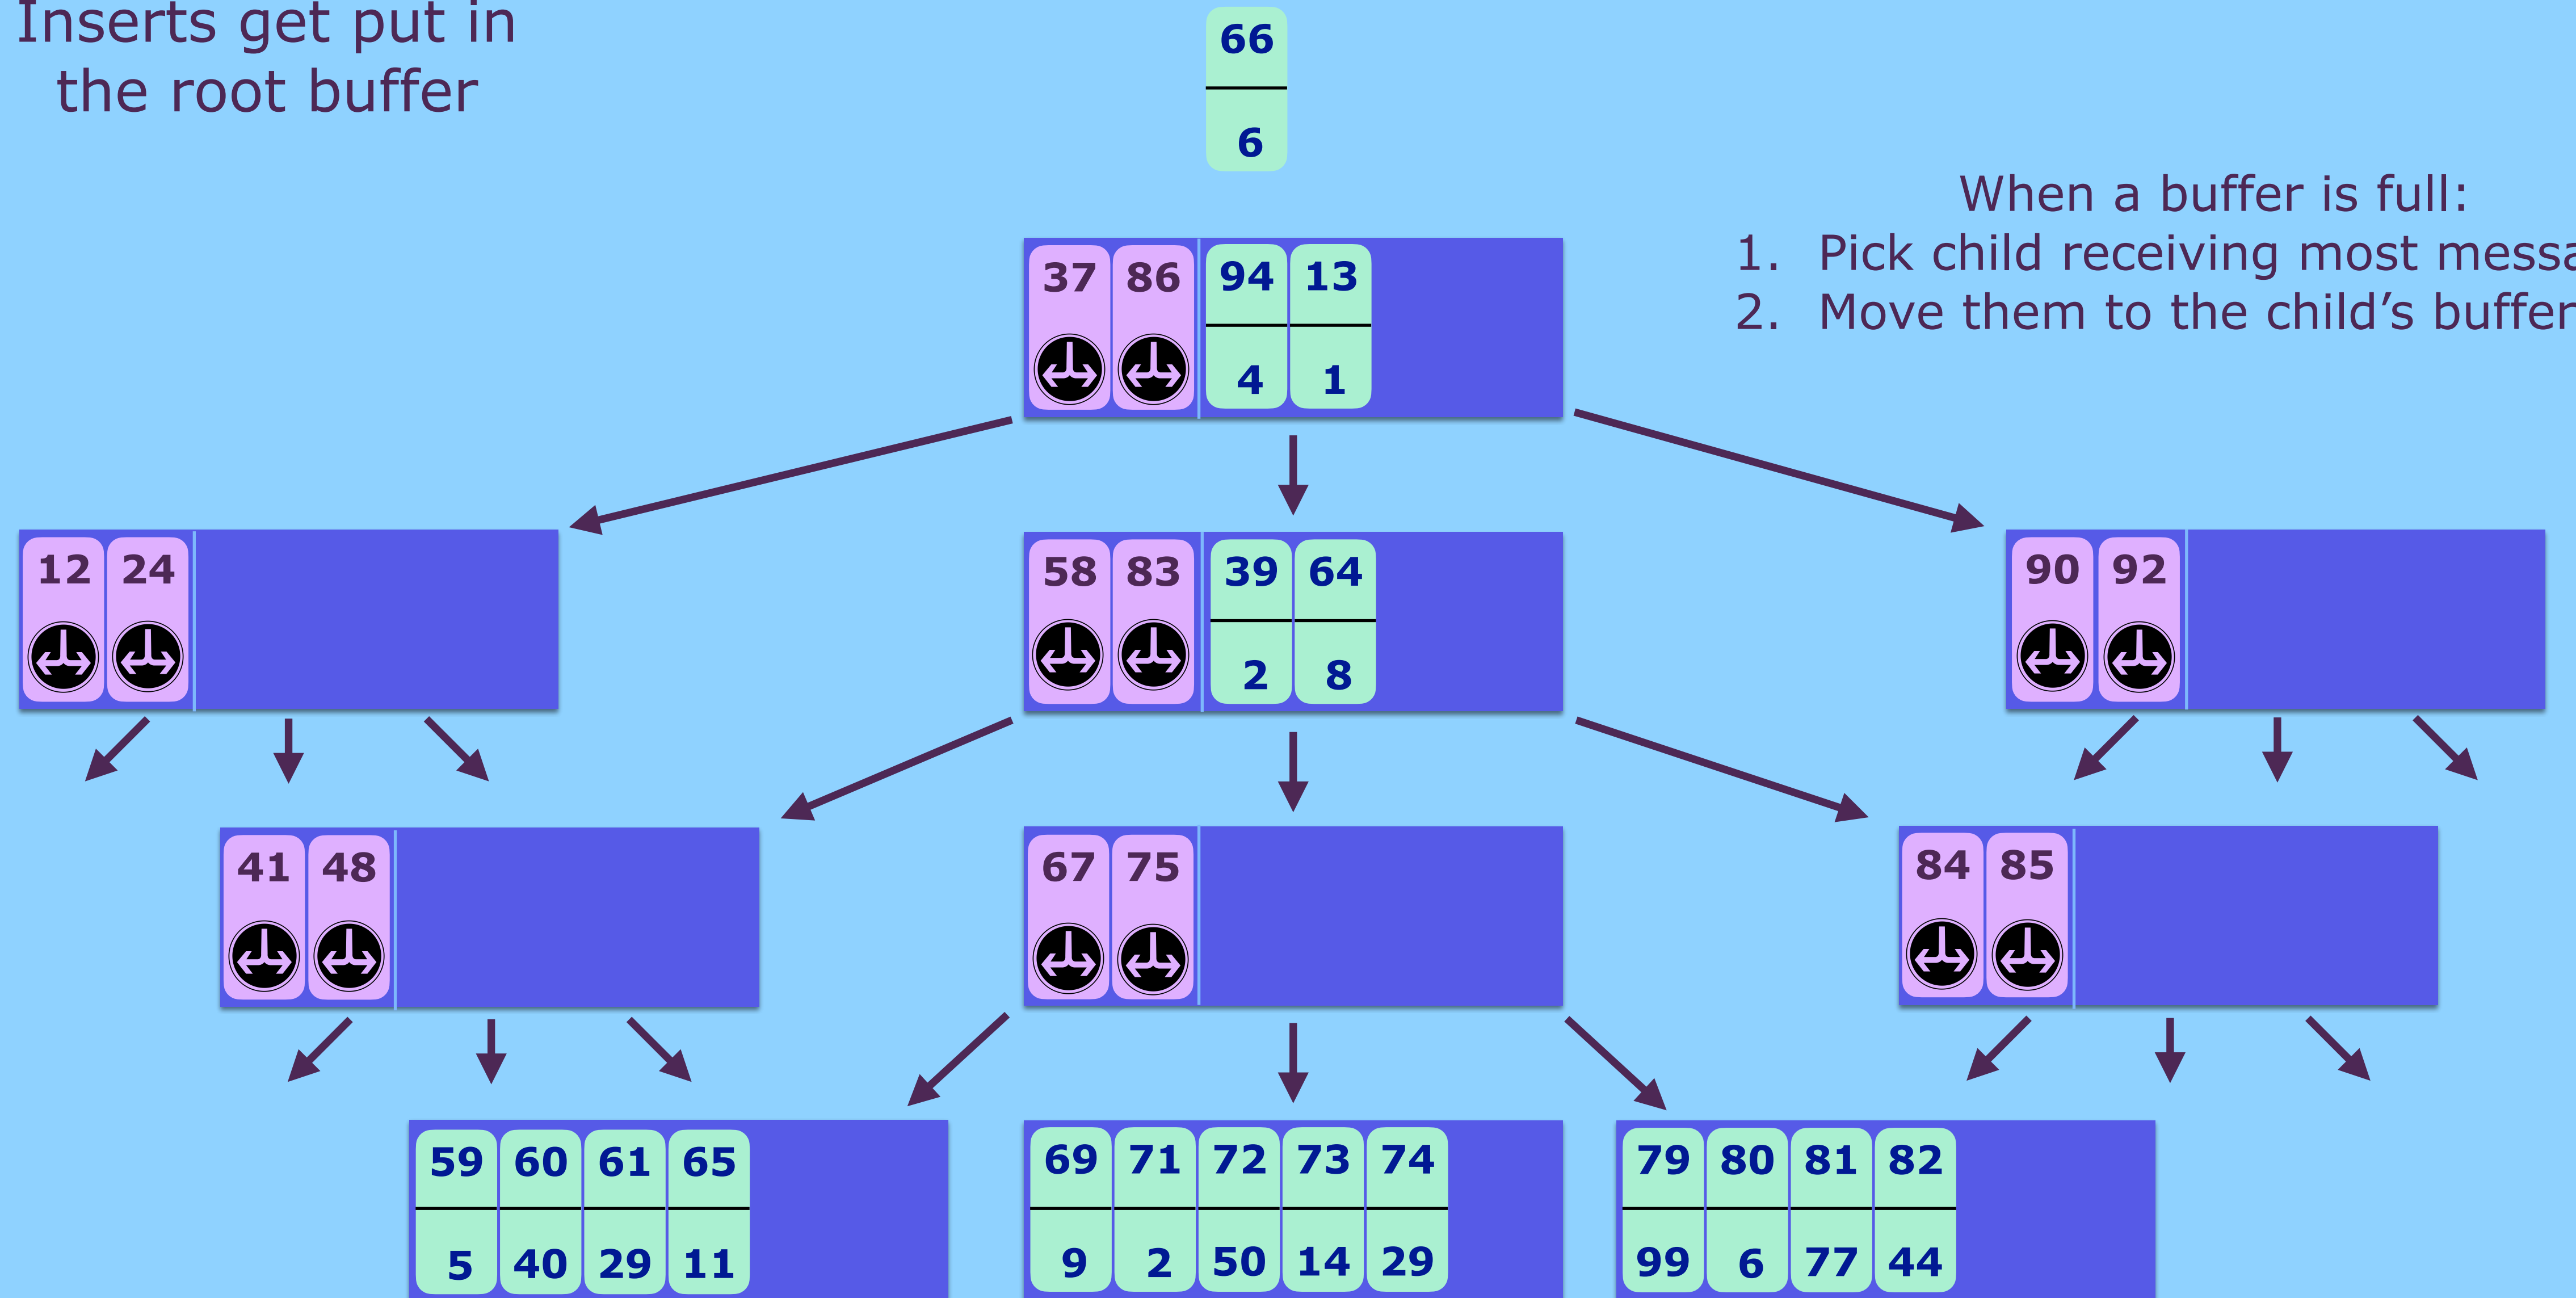 Inserts get put in
the root buffer
66
6
When a buffer is full:
1. Pick child receiving most
2. Move them to the child's buffer
37 86 94 13
4 1
12 24
58 83 39 64
2 8
90 92
41 48
67 75
84 85
59 60 61 65
5 40 29 11
69 71 72 73 74
9 2 50 14 29
79 80 81 82
99 6 77 44